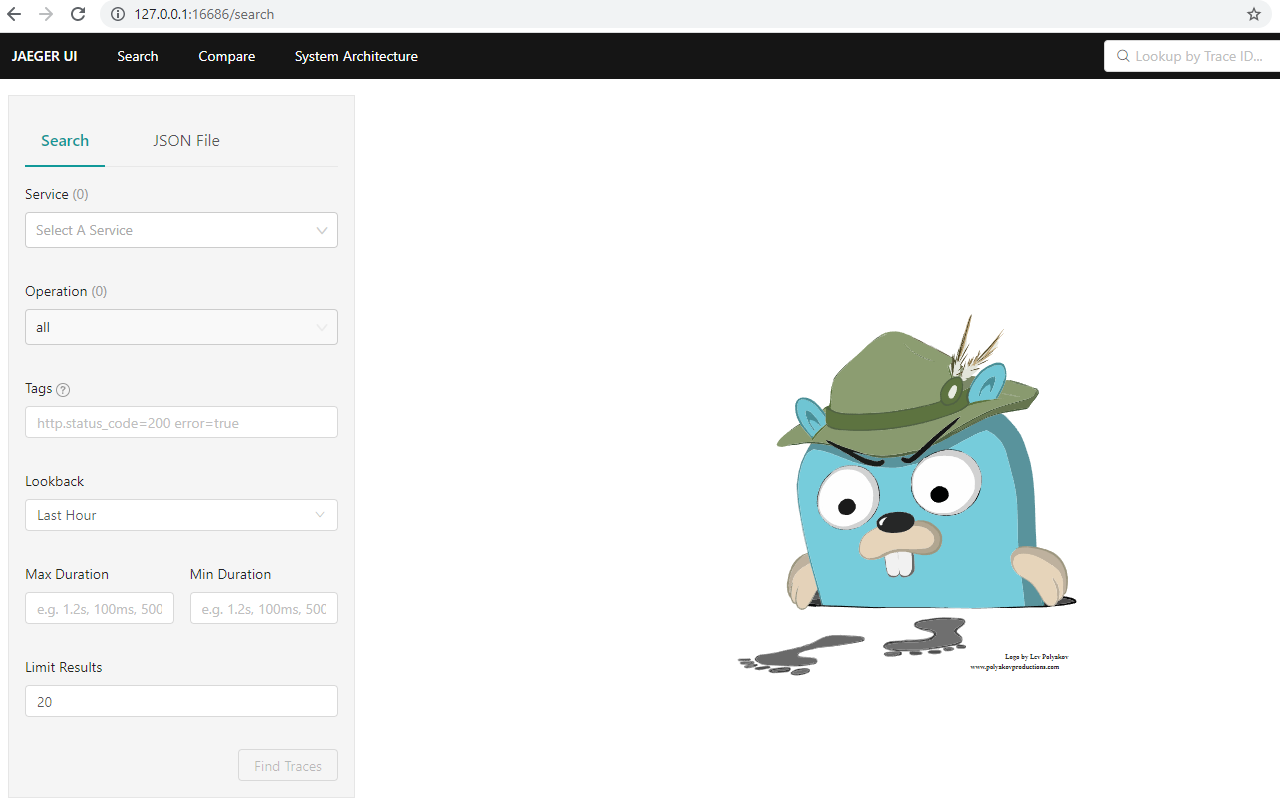 127.0.0.1:16686/search
JAEGER UI Search Compare System Architecture Lookup by Trace ID...
Search JSON File
Service (0)
Select A Service
Operation (0)
all
Tags ?
http.status_code=200 error=true
Lookback
Last Hour
Max Duration Min Duration
e.g. 1.2s, 100ms, 500 e.g. 1.2s, 100ms, 500
Limit Results
20
Find Traces
Logo by Lev Polyakov
www.polyakovproductions.com